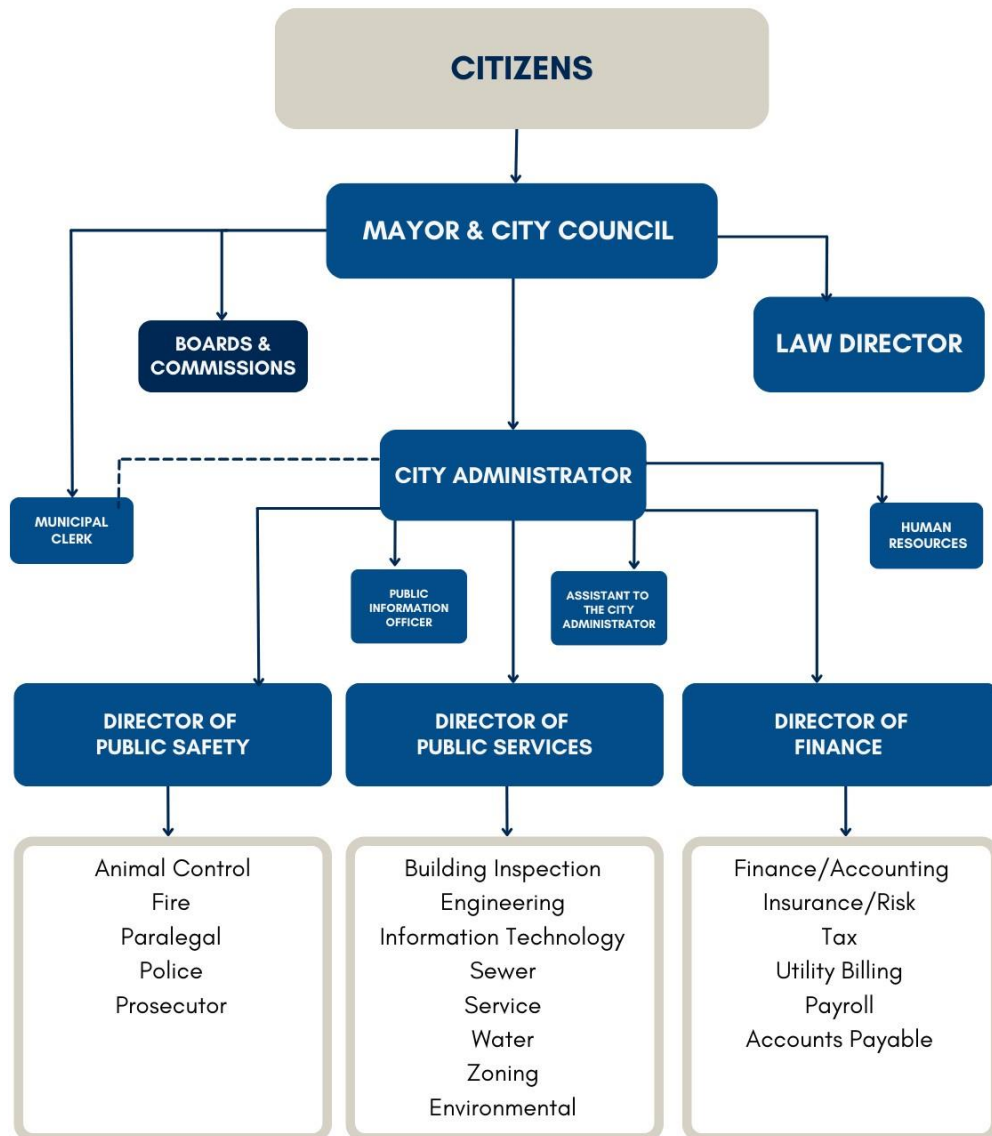 CITIZENS
MAYOR & CITY COUNCIL
BOARDS &
COMMISSIONS
LAW DIRECTOR
CITY ADMINISTRATOR
MUNICIPAL
CLERK
HUMAN
RESOURCES
PUBLIC
INFORMATION
OFFICER
ASSISTANT TO
THE CITY
ADMINISTRATOR
DIRECTOR OF
PUBLIC SAFETY
DIRECTOR OF
PUBLIC SERVICES
DIRECTOR OF
FINANCE
Animal Control
Fire
Paralegal
Police
Prosecutor
Building Inspection
Engineering
Information Technology
Sewer
Service
Water
Zoning
Environmental
Finance/Accounting
Insurance/Risk
Tax
Utility Billing
Payroll
Accounts Payable